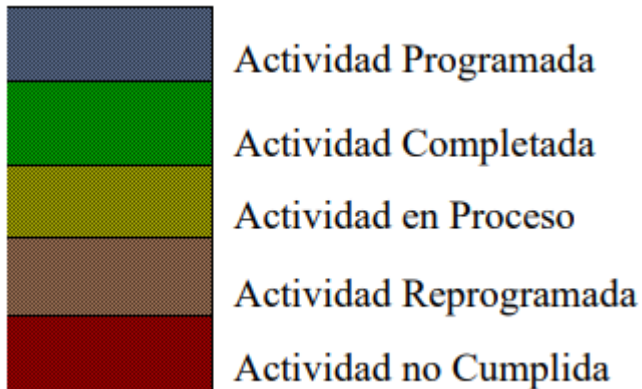 Actividad Programada
Actividad Completada
Actividad en Proceso
Actividad Reprogramada
Actividad no Cumplida